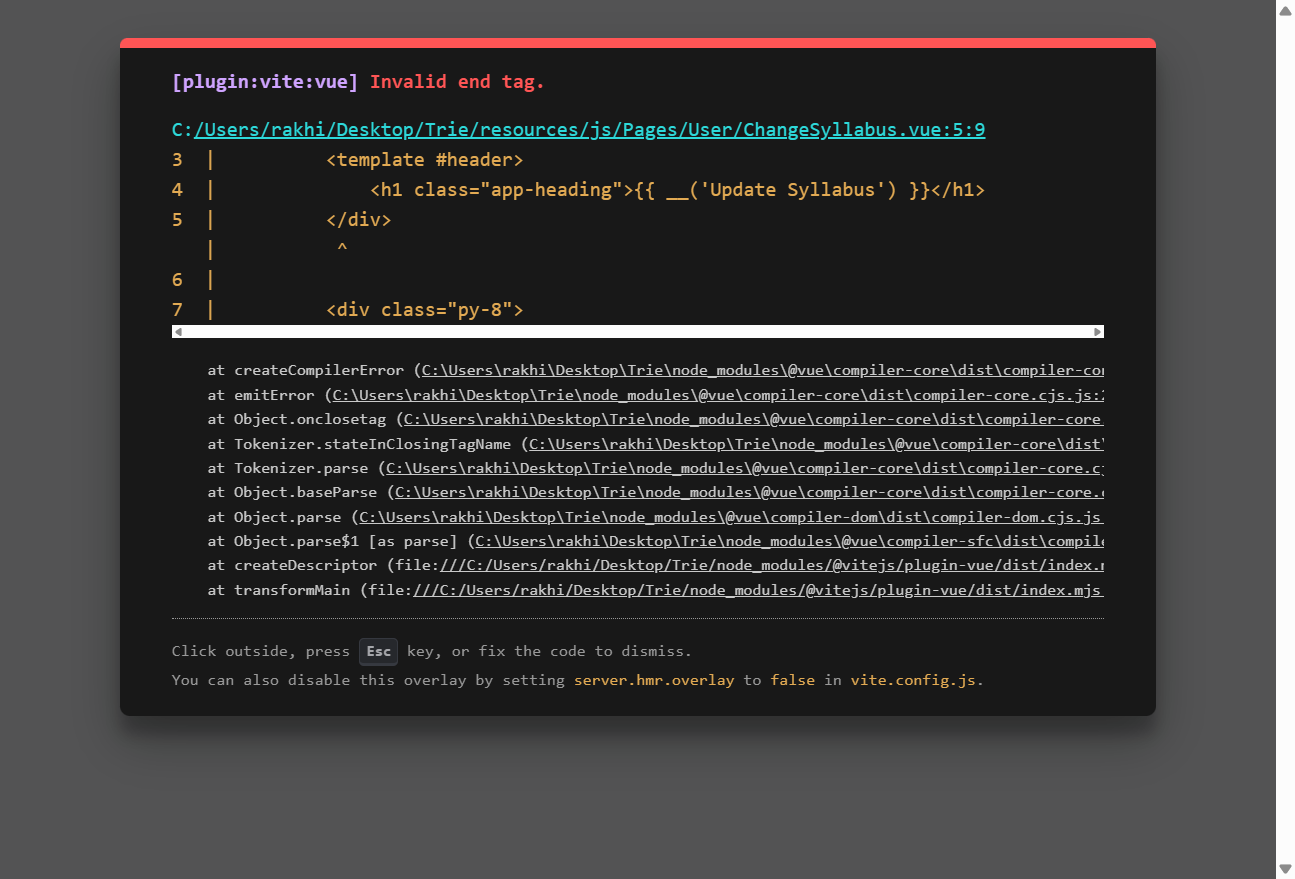 [plugin:vite:vue] Invalid end tag.
C:/Users/rakhi/Desktop/Trie/resources/js/Pages/User/ChangeSyllabus.vue:5:9
3 | <template #header>
4 | <h1 class="app-heading">{{ __('Update Syllabus') }}</h1>
5 | </div>
| ^
6 |
7 | <div class="py-8">
at createCompilerError (C:\Users\rakhi\Desktop\Trie\node_modules\@vue\compiler-core\dist\compiler-cor
at emitError (C:\Users\rakhi\Desktop\Trie\node_modules\@vue\compiler-core\dist\compiler-core.cjs.js:2
at Object.onclosetag (C:\Users\rakhi\Desktop\Trie\node_modules\@vue\compiler-core\dist\compiler-core.
at Tokenizer.stateInClosingTagName (C:\Users\rakhi\Desktop\Trie\node_modules\@vue\compiler-core\dist\
at Tokenizer.parse (C:\Users\rakhi\Desktop\Trie\node_modules\@vue\compiler-core\dist\compiler-core.cj
at Object.baseParse (C:\Users\rakhi\Desktop\Trie\node_modules\@vue\compiler-core\dist\compiler-core.c
at Object.parse (C:\Users\rakhi\Desktop\Trie\node_modules\@vue\compiler-dom\dist\compiler-dom.cjs.js
at Object.parse$1 [as parse] (C:\Users\rakhi\Desktop\Trie\node_modules\@vue\compiler-sfc\dist\compile
at createDescriptor (file:///C:/Users/rakhi/Desktop/Trie/node_modules/@vitejs/plugin-vue/dist/index.m
at transformMain (file:///C:/Users/rakhi/Desktop/Trie/node_modules/@vitejs/plugin-vue/dist/index.mjs
Click outside, press Esc key, or fix the code to dismiss.
You can also disable this overlay by setting server.hmr.overlay to false in vite.config.js.